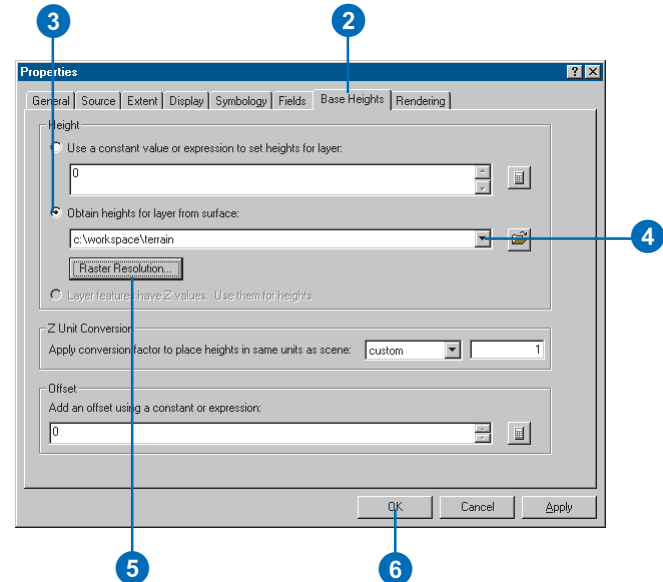 3
2
Properties
General Source Extent Display Symbology Fields Base Heights Rendering
Height
Use a constant value or expression to set heights for layer:
0
Obtain heights for layer from surface:
c:\workspace\terrain
4
Raster Resolution...
Layer features have Z values. Use them for heights.
Z Unit Conversion
Apply conversion factor to place heights in same units as scene: custom 1
Offset
Add an offset using a constant or expression:
0
OK Cancel Apply
5
6